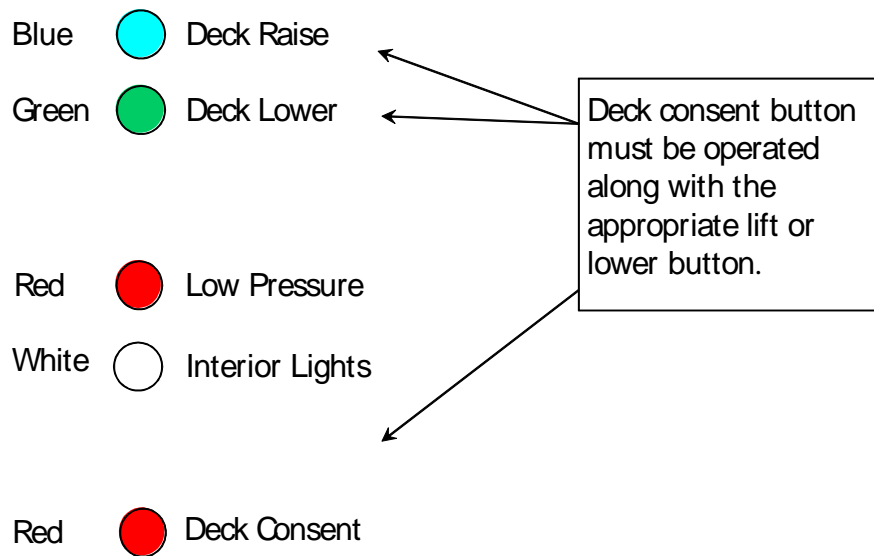 Blue Deck Raise
Green Deck Lower
Deck consent button
must be operated
along with the
appropriate lift or
lower button.
Red Low Pressure
White Interior Lights
Red Deck Consent